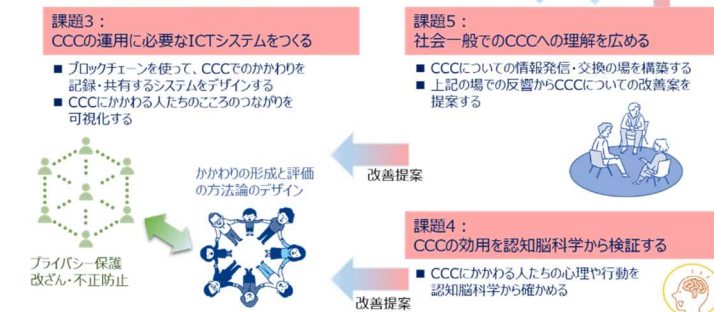 課題3：
CCCの運用に必要なICTシステムをつくる
■ ブロックチェーンを使って、CCCでのかかわりを
記録・共有するシステムをデザインする
■ CCCにかかわる人たちのこころのつながりを
可視化する
かかわりの形成と評価
の方法論のデザイン
プライバシー保護
改ざん・不正防止
課題5：
社会一般でのCCCへの理解を広める
■ CCCについての情報発信・交換の場を構築する
■ 上記の場での反響からCCCについての改善案を
提案する
改善提案
課題4：
CCCの効用を認知脳科学から検証する
■ CCCにかかわる人たちの心理や行動を
認知脳科学から確かめる
改善提案